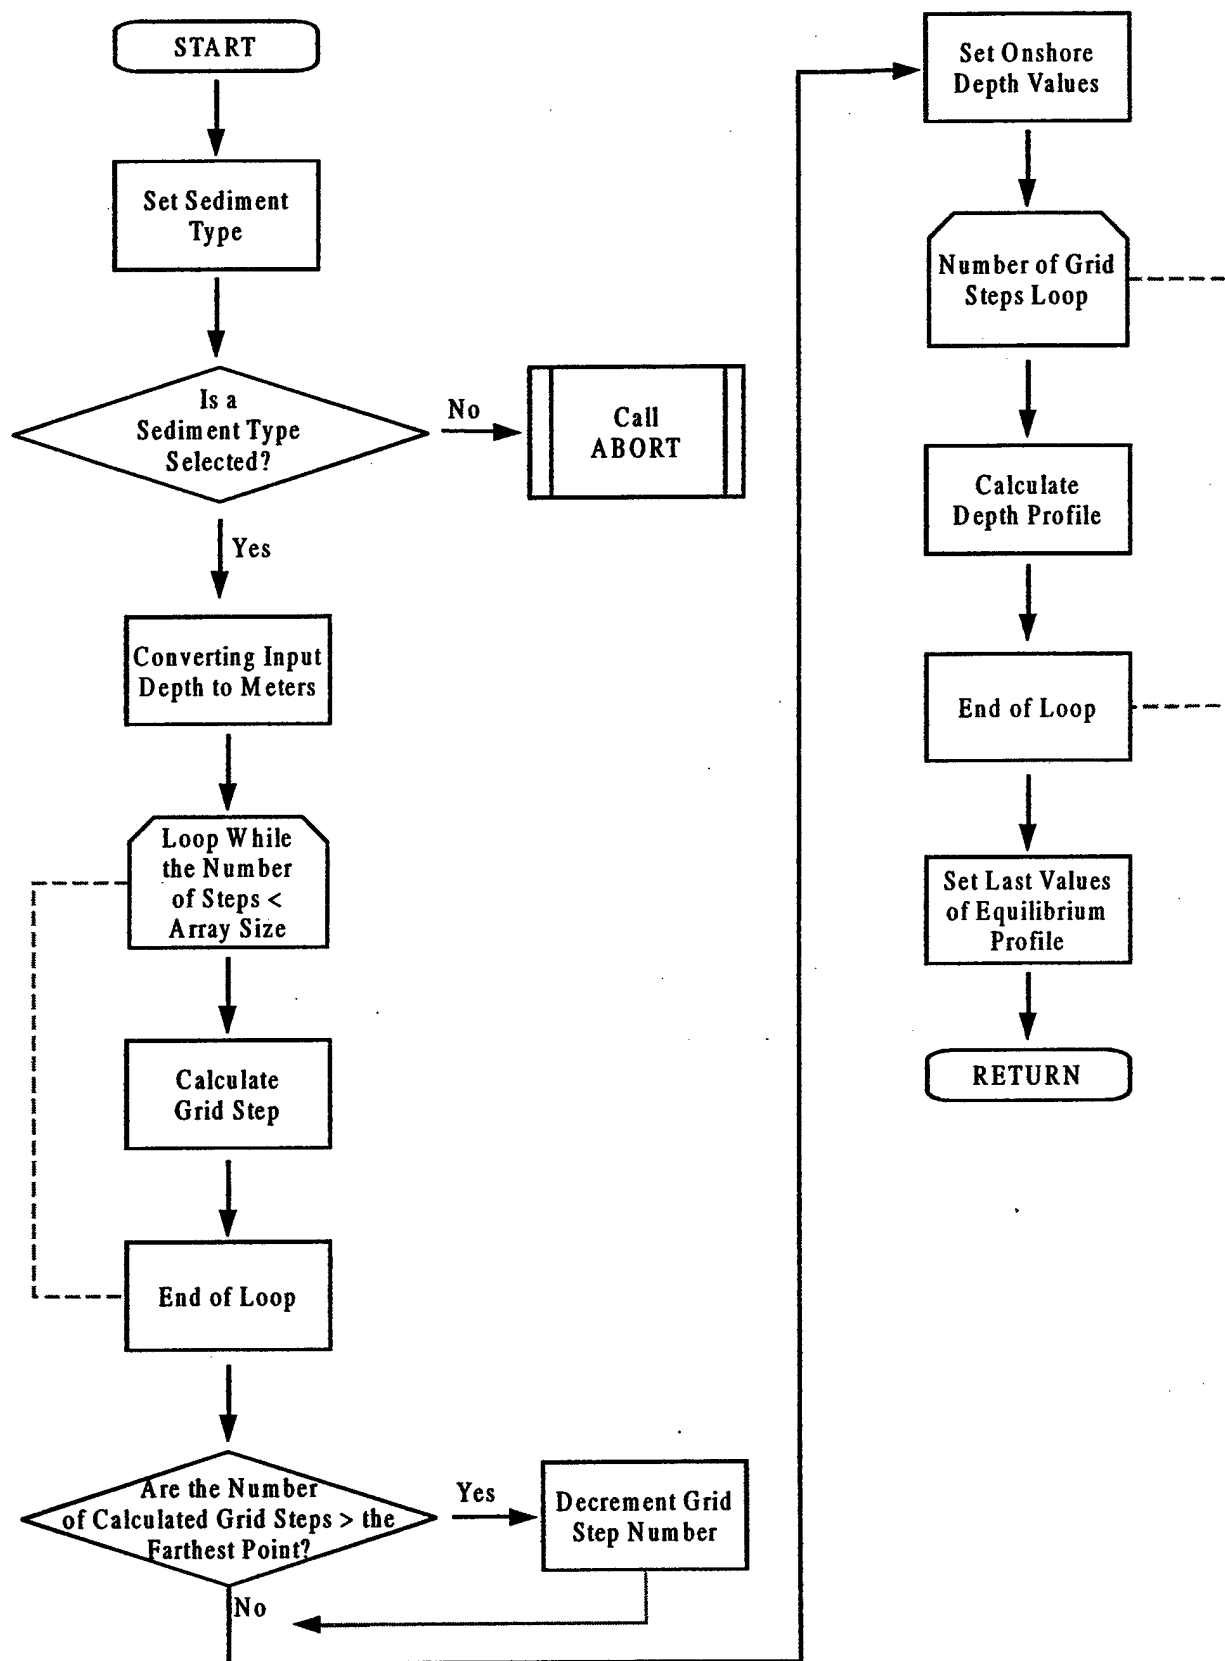 START
Set Sediment
Type
Is a
Sediment Type
Selected?
No
Call
ABORT
Yes
Converting Input
Depth to Meters
Loop While
the Number
of Steps <
Array Size
Calculate
Grid Step
End of Loop
Are the Number
of Calculated Grid Steps > the
Farthest Point?
Yes
Decrement Grid
Step Number
No
Set Onshore
Depth Values
Number of Grid
Steps Loop
Calculate
Depth Profile
End of Loop
Set Last Values
of Equilibrium
Profile
RETURN